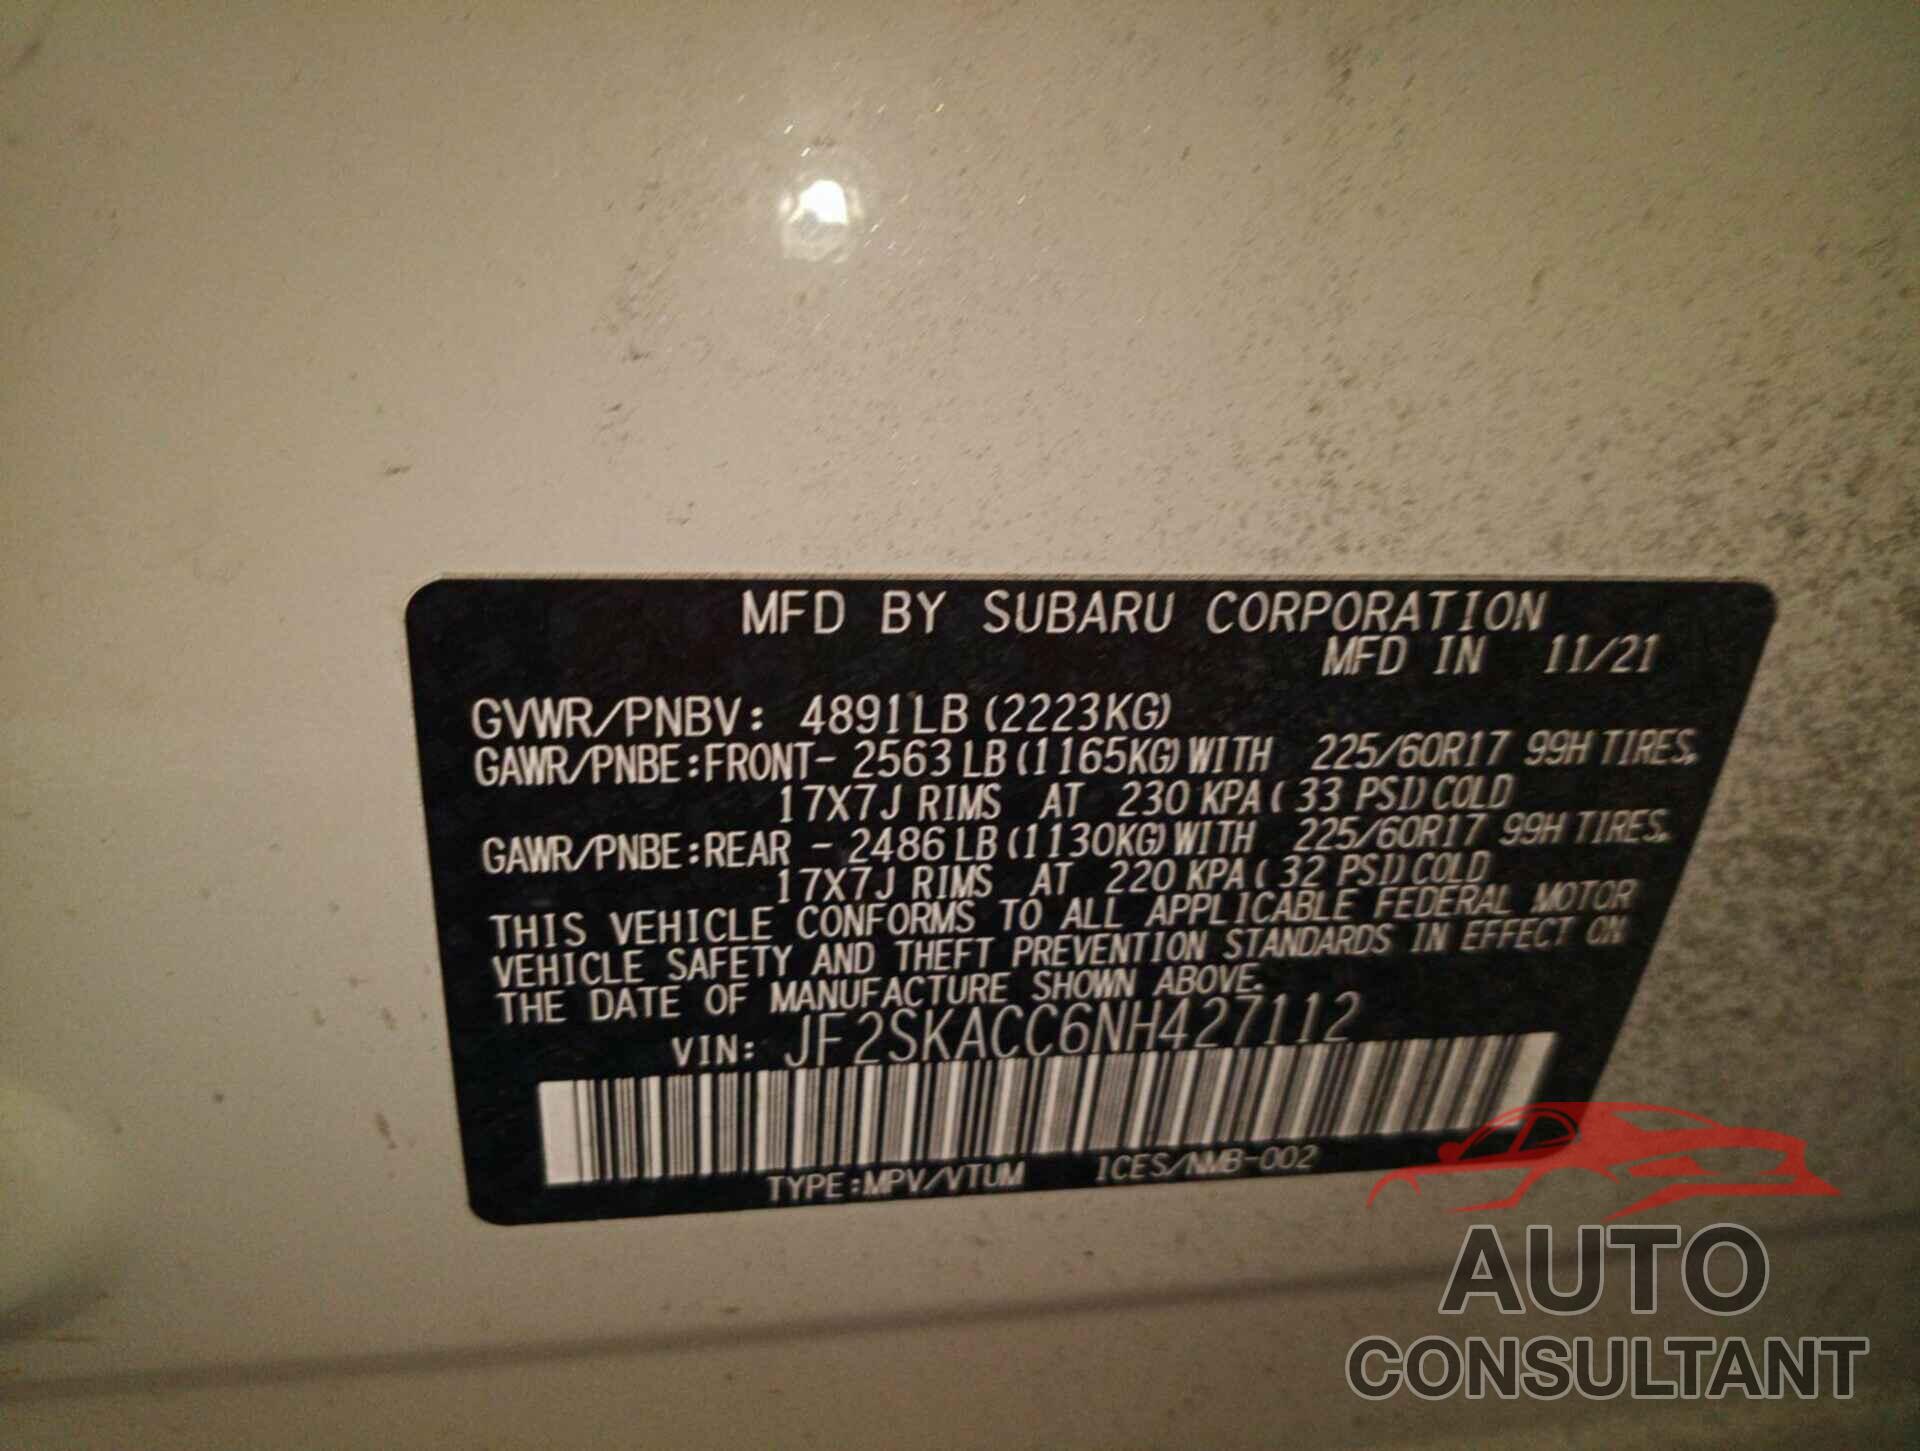 MFD BY SUBARU CORPORATION
MFD IN 11/21
GVWR/PNBV: 4891LB (2223KG)
GAWR/PNBE:FRONT- 2563LB(1165KG)WITH 225/60R17 99H TIRES,
17X7J RIMS AT 230 KPA( 33 PSI)COLD
GAWR/PNBE:REAR - 2486LB(1130KG)WITH 225/60R17 99H TIRES,
17X7J RIMS AT 220 KPA( 32 PSI)COLD
THIS VEHICLE CONFORMS TO ALL APPLICABLE FEDERAL MOTOR
VEHICLE SAFETY AND THEFT PREVENTION STANDARDS IN EFFECT ON
THE DATE OF MANUFACTURE SHOWN ABOVE.
VIN: JF2SKACC6NH427112
TYPE:MPV/VTUM ICES/NMB-002
AUTO
CONSULTANT